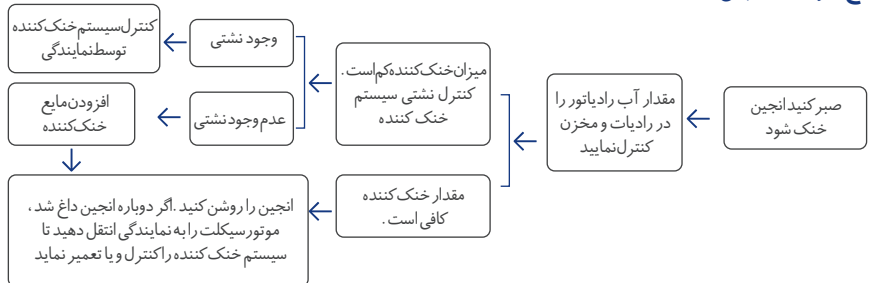 صبر کنید انجین
خنک شود
مقدار آب رادیاتور را
در رادیات و مخزن
کنترل نمایید
میزان خنک کننده کم است.
کنترل نشتی سیستم
خنک کننده
وجود نشتی
کنترل سیستم خنک کننده
توسط نمایندگی
عدم وجود نشتی
افزودن مایع
خنک کننده
مقدار خنک کننده
کافی است.
انجین را روشن کنید. اگر دوباره انجین داغ شد،
موتورسیکلت را به نمایندگی انتقل دهید تا
سیستم خنک کننده را کنترل و یا تعمیر نماید